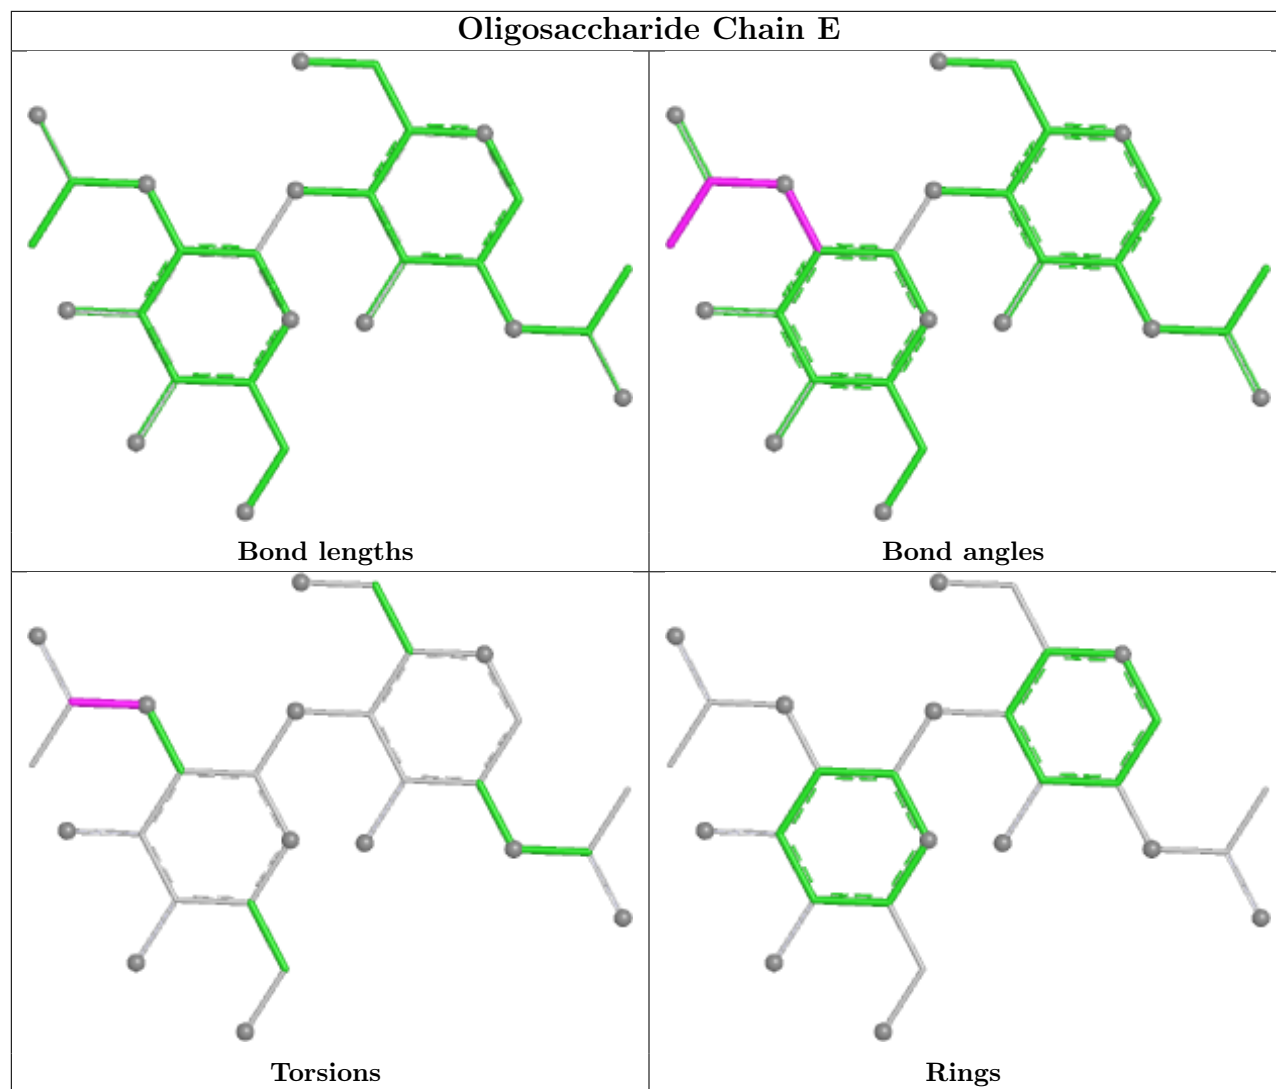 Oligosaccharide Chain E
Bond lengths
Bond angles
Torsions
Rings